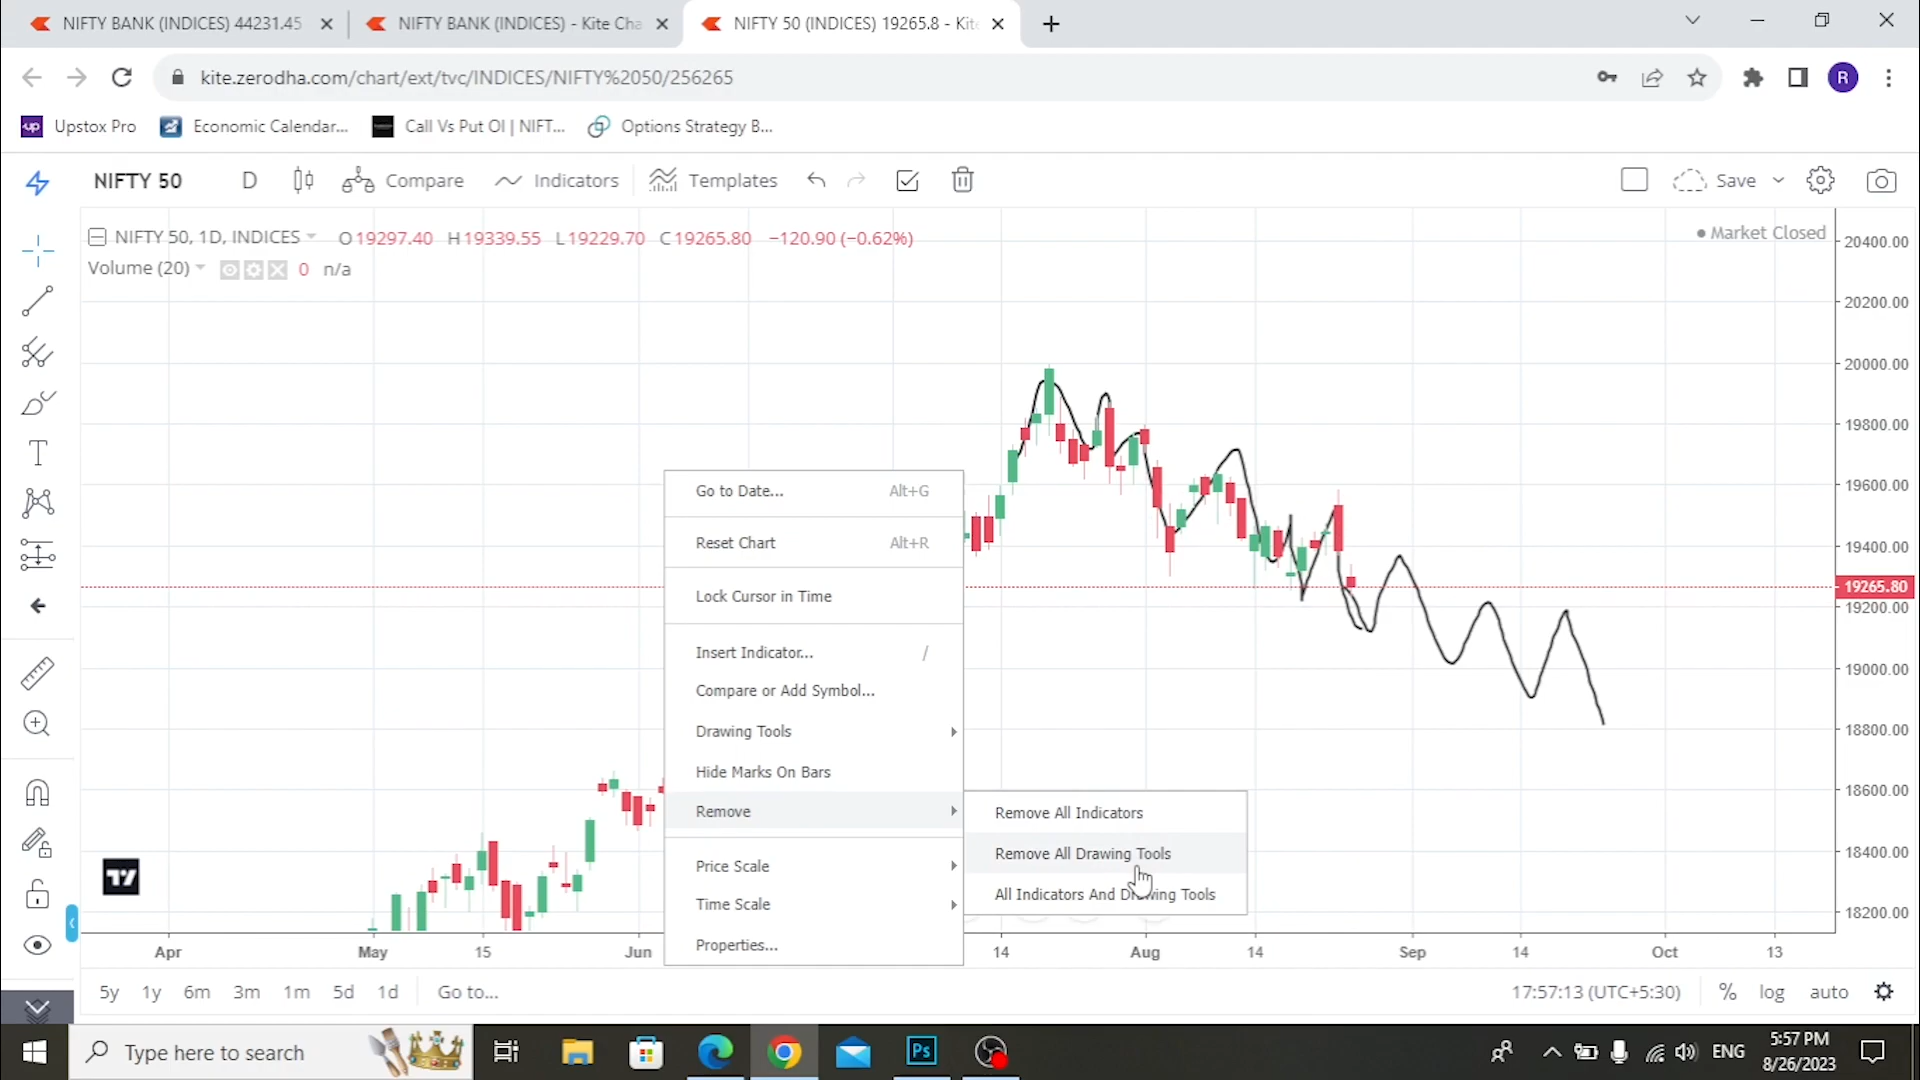 NIFTY BANK (INDICES) 44231.45
NIFTY BANK (INDICES) - Kite Cha
NIFTY 50 (INDICES) 19265.8 - Kite
kite.zerodha.com/chart/ext/tvc/INDICES/NIFTY%2050/256265
R
up Upstox Pro
Economic Calendar...
Call Vs Put OI | NIFT...
Options Strategy B...
NIFTY 50
D
Compare
Indicators
Templates
Save
NIFTY 50, 1D, INDICES O19297.40 H19339.55 L19229.70 C19265.80 −120.90 (−0.62%)
Market Closed
Volume (20) 0 n/a
20400.00
20200.00
20000.00
19800.00
19600.00
19400.00
19265.80
19200.00
19000.00
18800.00
18600.00
18400.00
18200.00
T
Go to Date... Alt+G
Reset Chart Alt+R
Lock Cursor in Time
Insert Indicator... /
Compare or Add Symbol...
Drawing Tools
Hide Marks On Bars
Remove
Price Scale
Time Scale
Properties...
Remove All Indicators
Remove All Drawing Tools
All Indicators And Drawing Tools
Apr May 15 Jun 14 Aug 14 Sep 14 Oct 13
5y 1y 6m 3m 1m 5d 1d Go to...
17:57:13 (UTC+5:30) % log auto
Type here to search
Ps
ENG
5:57 PM
8/26/2023